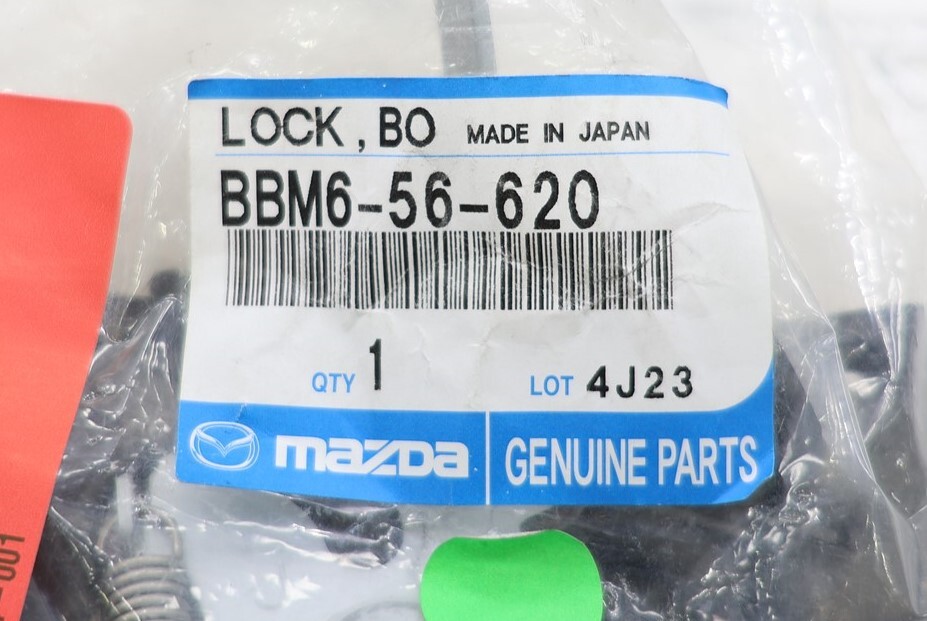 LOCK , BO MADE IN JAPAN
BBM6-56-620
QTY 1 LOT 4J23
mazda GENUINE PARTS